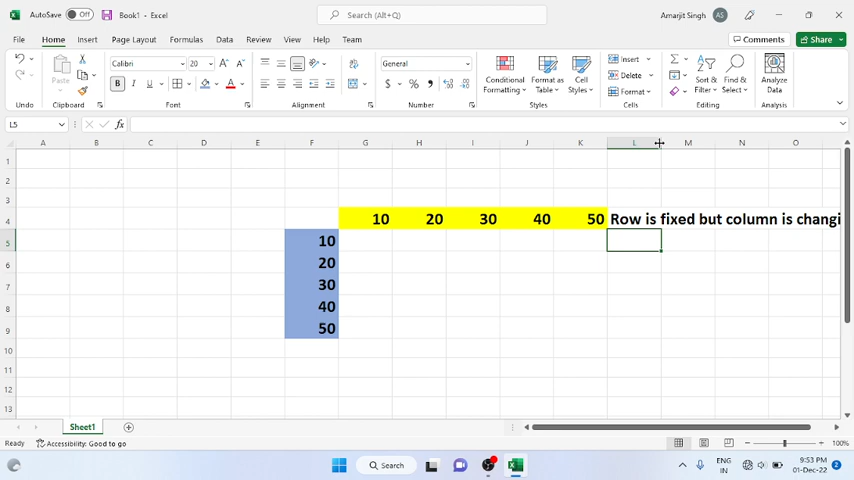 AutoSave Off Book1 - Excel Search (Alt+Q) Amarjit Singh AS
File Home Insert Page Layout Formulas Data Review View Help Team Comments Share
Calibri 20 General Insert
Paste B I U A $ % Conditional Formatting Format as Table Cell Styles Delete Format Sort & Filter Find & Select Analyze Data
Undo Clipboard Font Alignment Number Styles Cells Editing Analysis
L5 fx
A B C D E F G H I J K L M N O
1
2
3
4 10 20 30 40 50 Row is fixed but column is changi
5 10
6 20
7 30
8 40
9 50
10
11
12
13
Sheet1
Ready Accessibility: Good to go 100%
Search ENG IN 9:53 PM 01-Dec-22 2